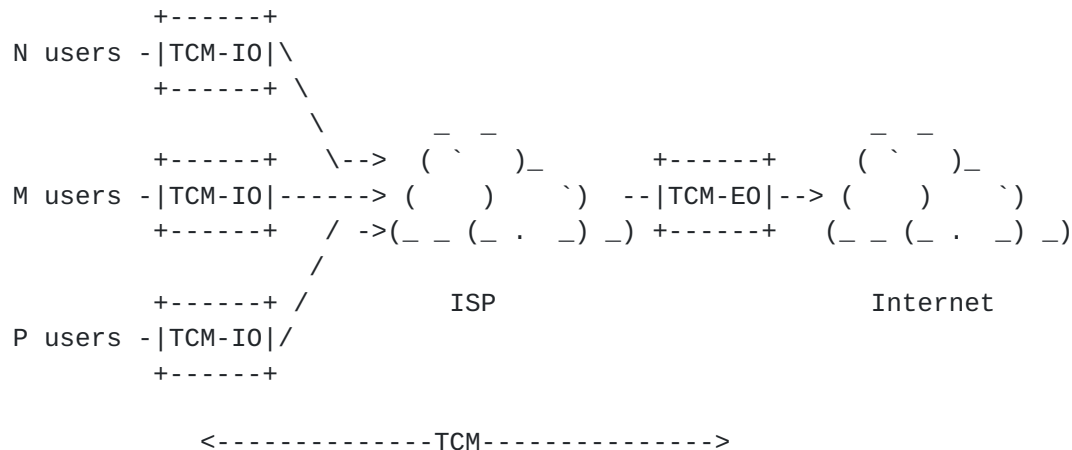 +------+
N users -|TCM-IO|\
         +------+ \
                   \       _  _                        _  _
         +------+   \-->  ( `   )_       +------+     ( `   )_
M users -|TCM-IO|------> (    )    `)  --|TCM-EO|--> (    )    `)
         +------+   / ->(_ _ (_ .  _) _) +------+   (_ _ (_ .  _) _)
                   /
         +------+ /         ISP                        Internet
P users -|TCM-IO|/
         +------+
            <--------------TCM--------------->